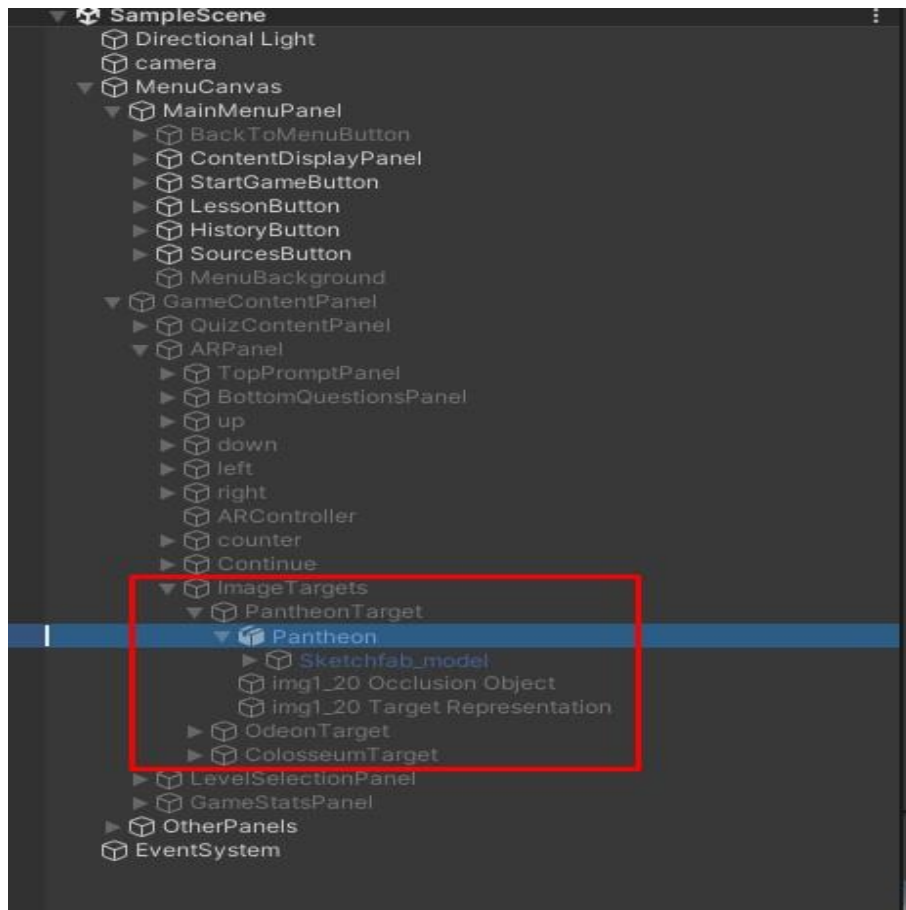 SampleScene
Directional Light
camera
MenuCanvas
MainMenuPanel
BackToMenuButton
ContentDisplayPanel
StartGameButton
LessonButton
HistoryButton
SourcesButton
MenuBackground
GameContentPanel
QuizContentPanel
ARPanel
TopPromptPanel
BottomQuestionsPanel
up
down
left
right
ARController
counter
Continue
ImageTargets
PantheonTarget
Pantheon
Sketchfab_model
img1_20 Occlusion Object
img1_20 Target Representation
OdeonTarget
ColosseumTarget
LevelSelectionPanel
GameStatsPanel
OtherPanels
EventSystem